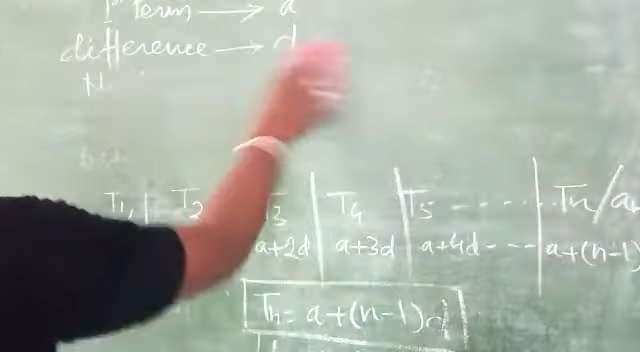 1st Term → a
difference → d
T1 | T2 T3 | T4 | T5 ------ | Tn/an
a+2d a+3d a+4d --- a+(n-1)
Tn = a+(n-1)d